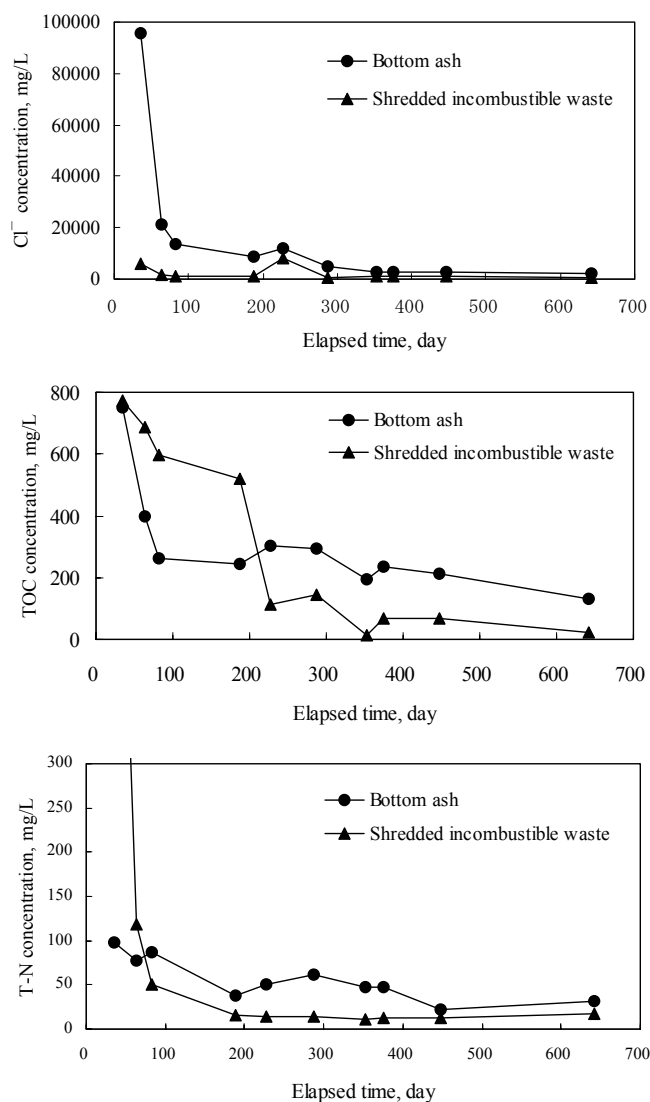 100000
80000
60000
40000
20000
0
Cl⁻ concentration, mg/L
Bottom ash
Shredded incombustible waste
0 100 200 300 400 500 600 700
Elapsed time, day
800
600
400
200
0
TOC concentration, mg/L
Bottom ash
Shredded incombustible waste
0 100 200 300 400 500 600 700
Elapsed time, day
300
250
200
150
100
50
0
T-N concentration, mg/L
Bottom ash
Shredded incombustible waste
0 100 200 300 400 500 600 700
Elapsed time, day